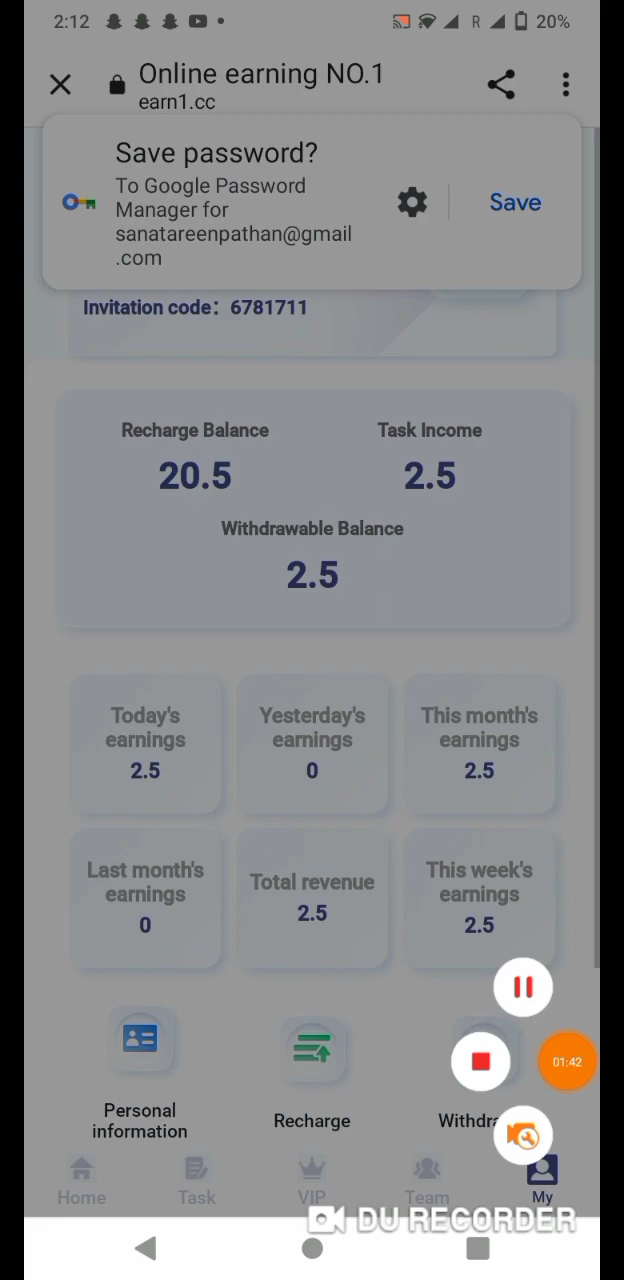 2:12
R
20%
Online earning NO.1
earn1.cc
Save password?
To Google Password
Manager for
sanatareenpathan@gmail
.com
Save
Invitation code: 6781711
Recharge Balance
Task Income
20.5
2.5
Withdrawable Balance
2.5
Today's
earnings
2.5
Yesterday's
earnings
0
This month's
earnings
2.5
Last month's
earnings
0
Total revenue
2.5
This week's
earnings
2.5
01:42
Personal
information
Recharge
Withdra
Home
Task
VIP
Team
My
DU RECORDER